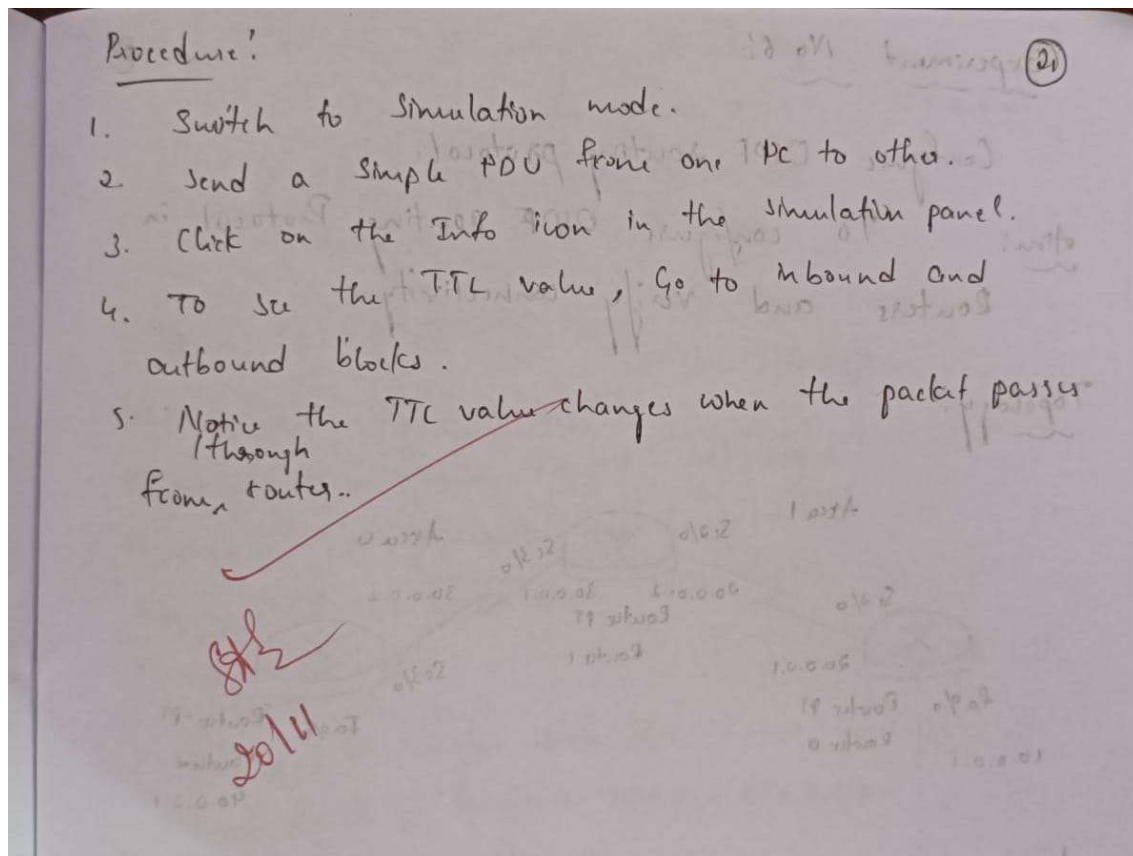 Procedure:
21
1. Switch to Simulation mode.
2. Send a simple PDU from one PC to other.
3. Click on the Info icon in the simulation panel.
4. To see the TTL value, Go to inbound and
outbound blocks.
5. Notice the TTL value changes when the packet passes
through
from router..
20/11